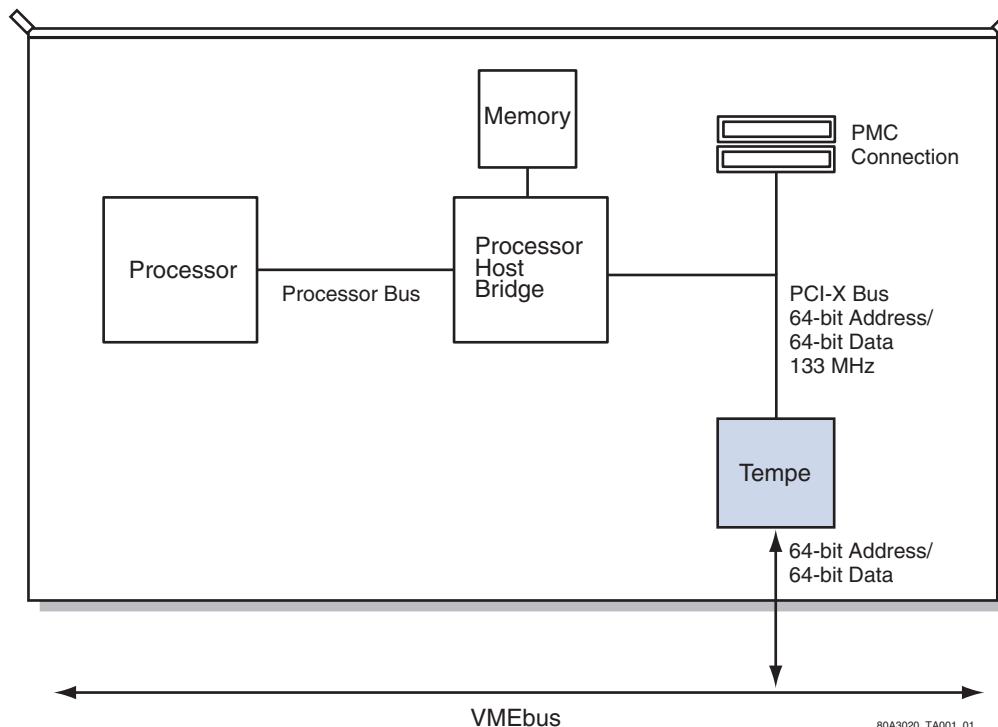 Memory
PMC
Connection
Processor
Processor Bus
Processor
Host
Bridge
PCI-X Bus
64-bit Address/
64-bit Data
133 MHz
Tempe
64-bit Address/
64-bit Data
VMEbus
80A3020_TA001_01